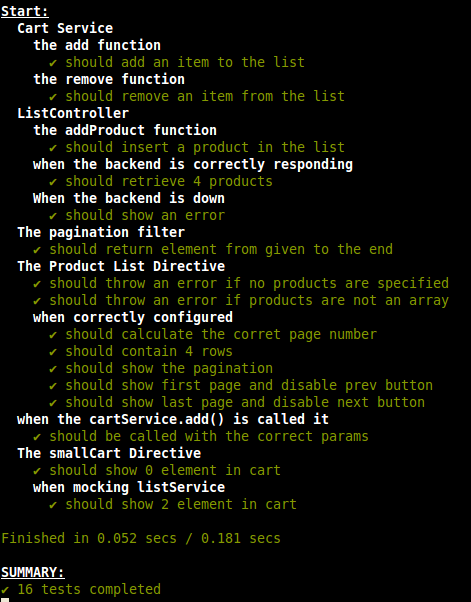 Start:
Cart Service
the add function
✔ should add an item to the list
the remove function
✔ should remove an item from the list
ListController
the addProduct function
✔ should insert a product in the list
when the backend is correctly responding
✔ should retrieve 4 products
When the backend is down
✔ should show an error
The pagination filter
✔ should return element from given to the end
The Product List Directive
✔ should throw an error if no products are specified
✔ should throw an error if products are not an array
when correctly configured
✔ should calculate the corret page number
✔ should contain 4 rows
✔ should show the pagination
✔ should show first page and disable prev button
✔ should show last page and disable next button
when the cartService.add() is called it
✔ should be called with the correct params
The smallCart Directive
✔ should show 0 element in cart
when mocking listService
✔ should show 2 element in cart
Finished in 0.052 secs / 0.181 secs
SUMMARY:
✔ 16 tests completed